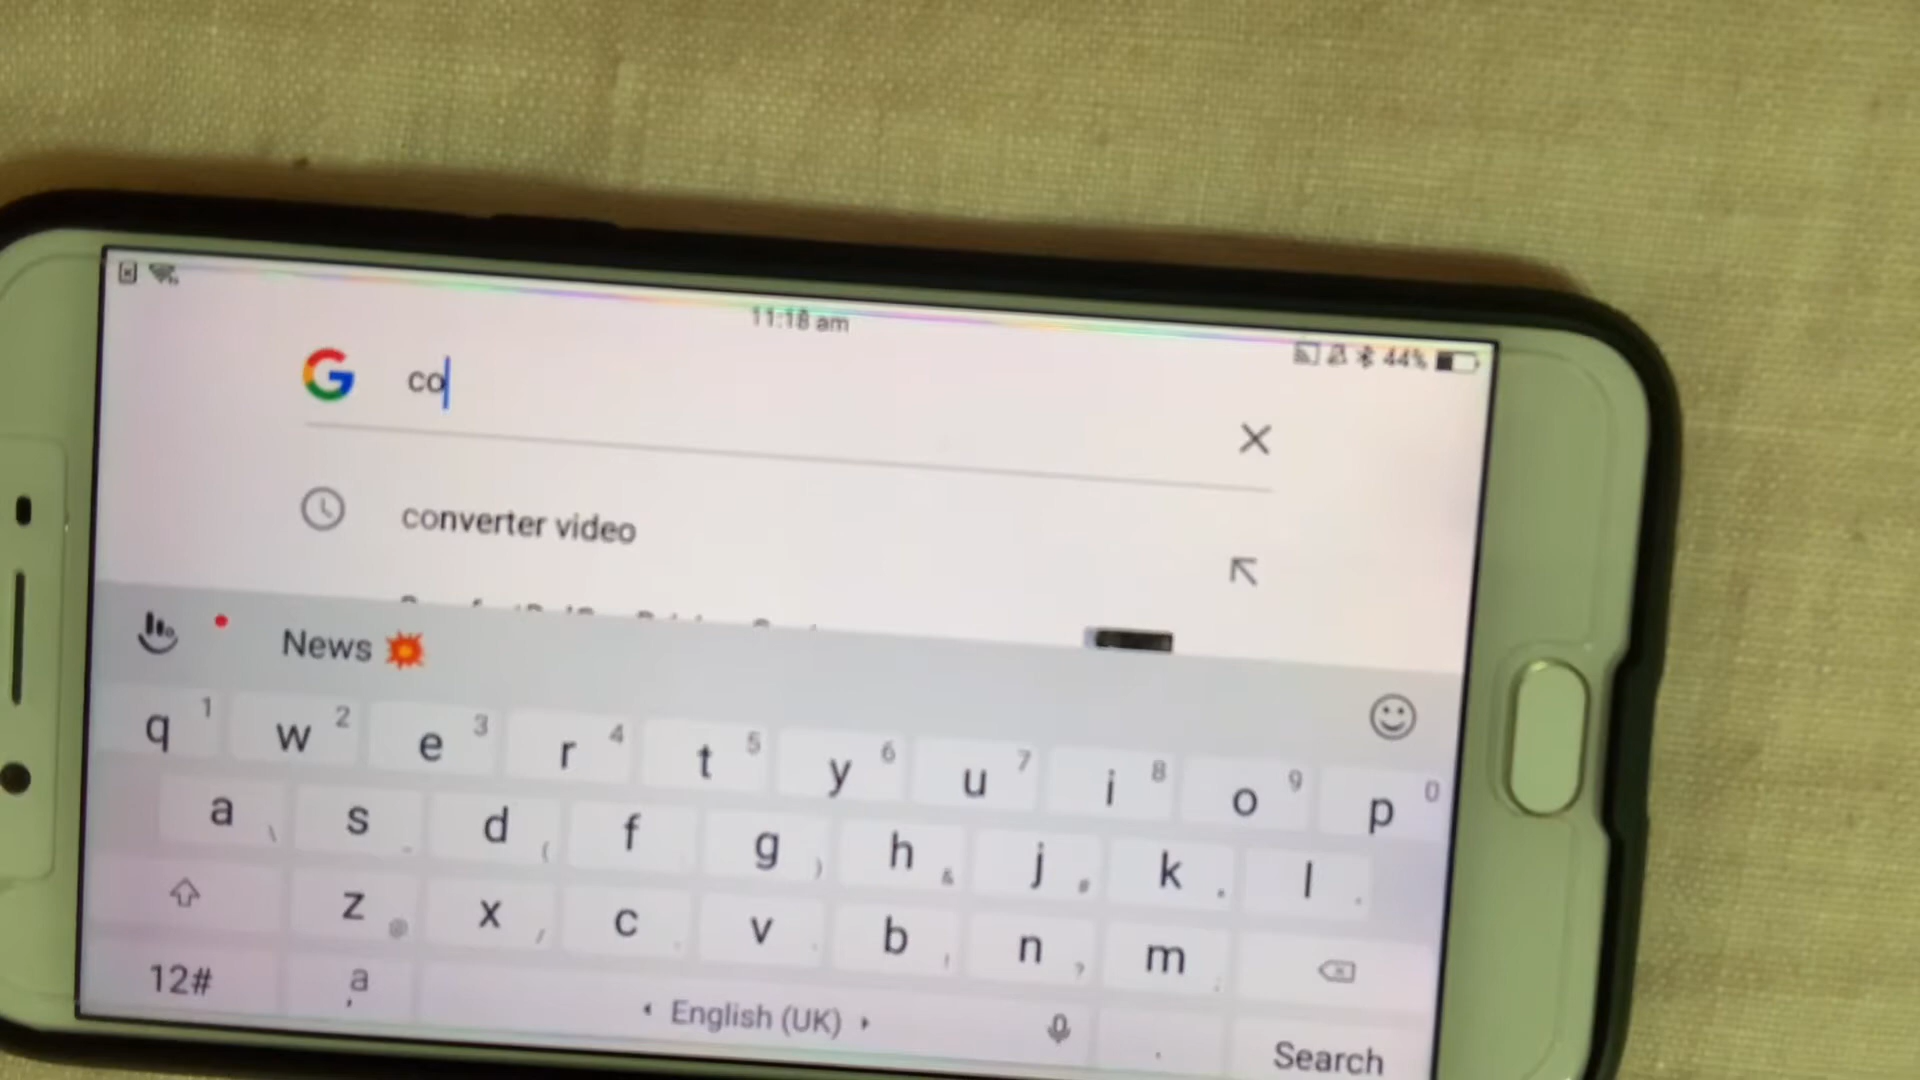 11:18 am
44%
G co
converter video
News
q 1 w 2 e 3 r 4 t 5 y 6 u 7 i 8 o 9 p 0
a \ s d ( f g ) h & j # k l
z @ x / c v b ! n ? m ;
12# a , English (UK) . Search